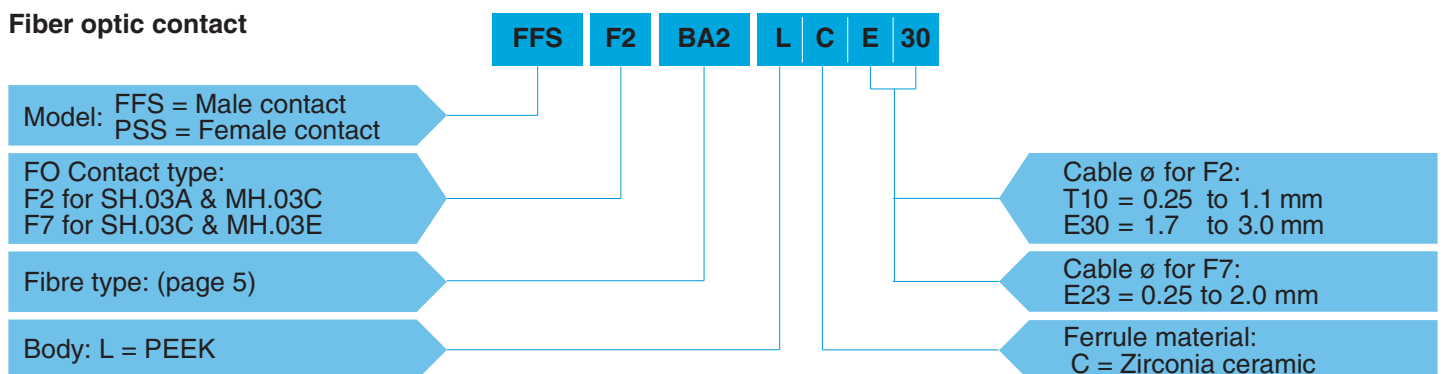 Fiber optic contact
FFS F2 BA2 L C E 30
Model: FFS = Male contact
PSS = Female contact
FO Contact type:
F2 for SH.03A & MH.03C
F7 for SH.03C & MH.03E
Fibre type: (page 5)
Body: L = PEEK
Cable ø for F2:
T10 = 0.25 to 1.1 mm
E30 = 1.7 to 3.0 mm
Cable ø for F7:
E23 = 0.25 to 2.0 mm
Ferrule material:
C = Zirconia ceramic